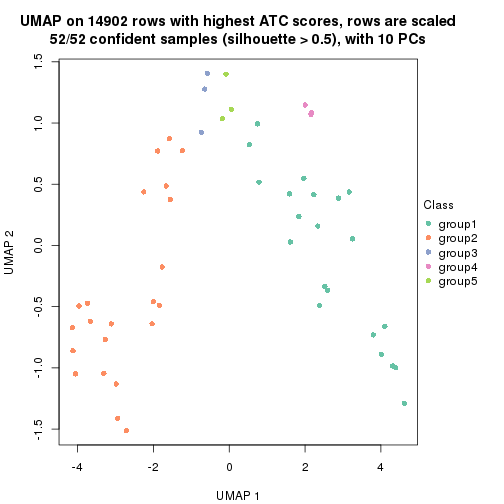 UMAP on 14902 rows with highest ATC scores, rows are scaled
52/52 confident samples (silhouette > 0.5), with 10 PCs
1.5
1.0
0.5
0.0
-0.5
-1.0
-1.5
UMAP 2
-4
-2
0
2
4
UMAP 1
Class
group1
group2
group3
group4
group5